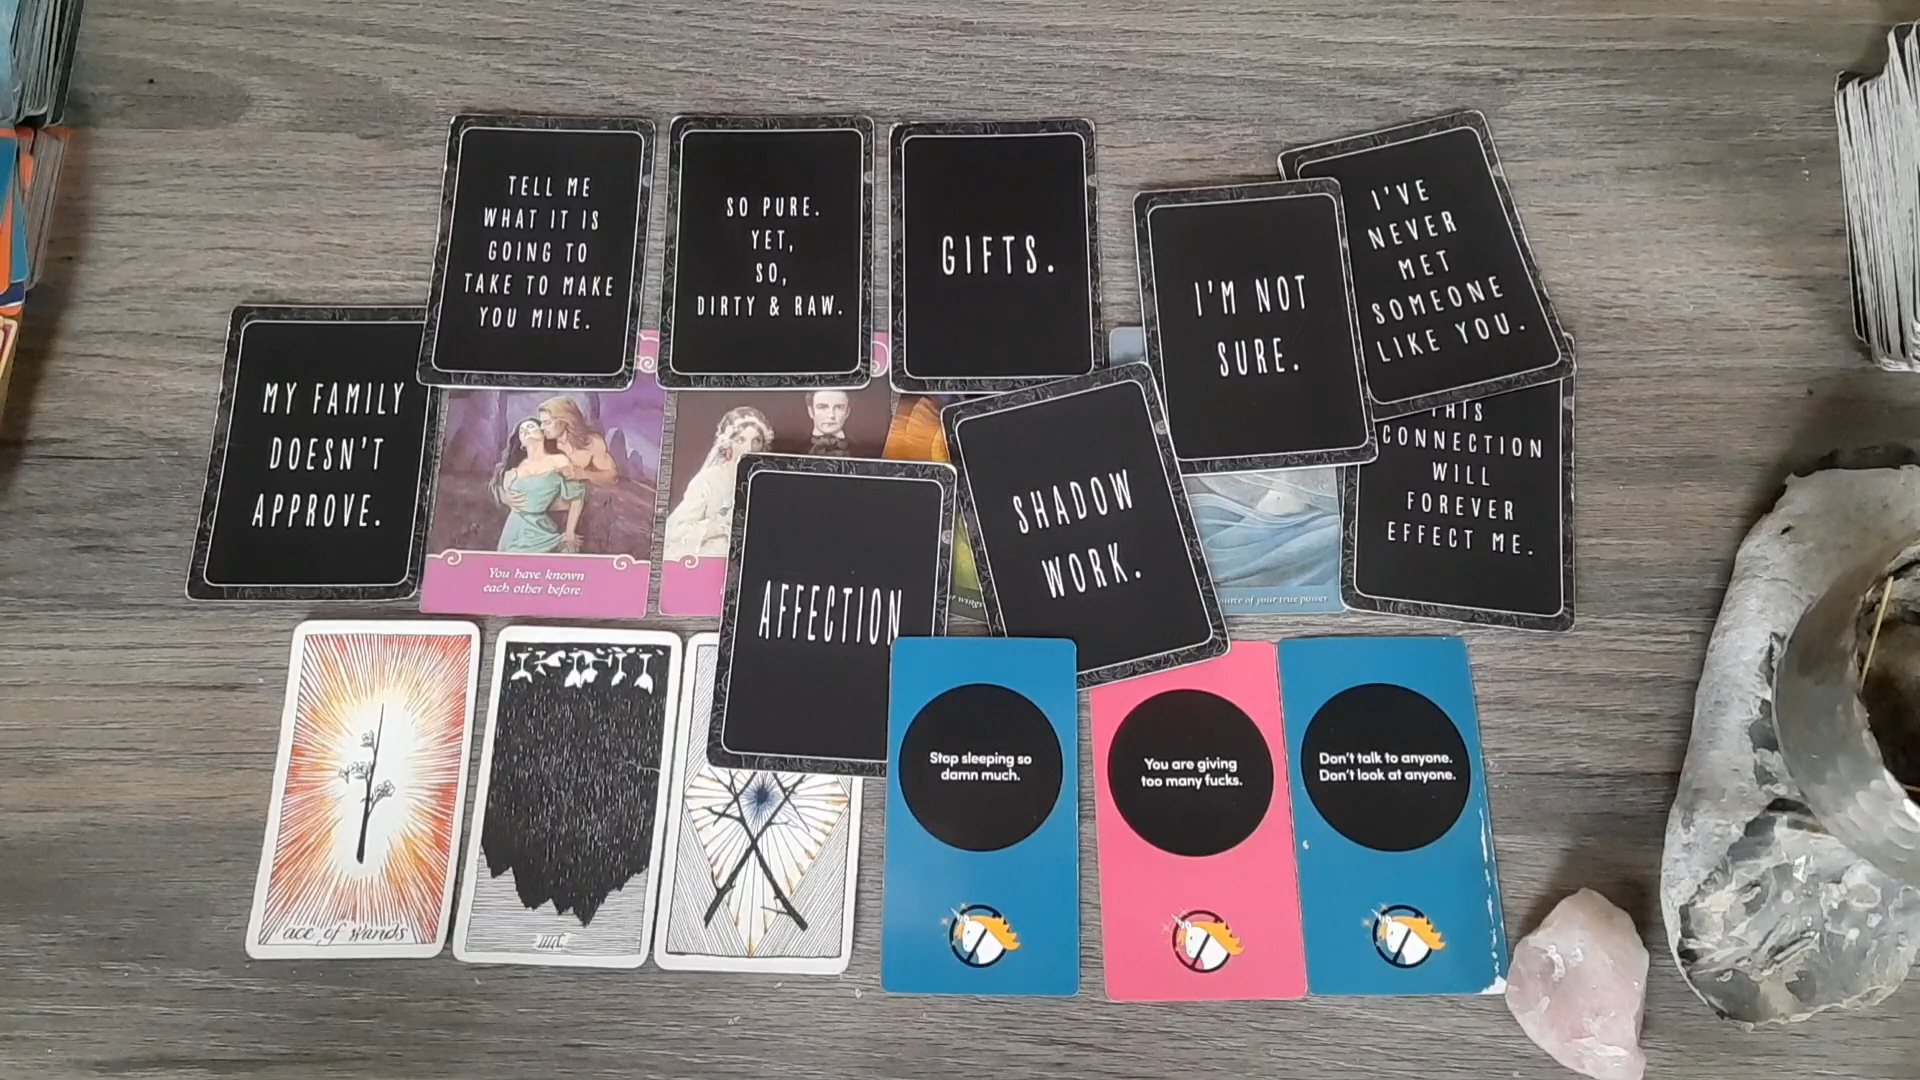 TELL ME
WHAT IT IS
GOING TO
TAKE TO MAKE
YOU MINE.
SO PURE.
YET,
SO,
DIRTY & RAW.
GIFTS.
I'M NOT
SURE.
I'VE
NEVER
MET
SOMEONE
LIKE YOU.
MY FAMILY
DOESN'T
APPROVE.
THIS
CONNECTION
WILL
FOREVER
EFFECT ME.
SHADOW
WORK.
AFFECTION
You have known
each other before.
of your true power
ace of wands
Stop sleeping so
damn much.
You are giving
too many fucks.
Don't talk to anyone.
Don't look at anyone.